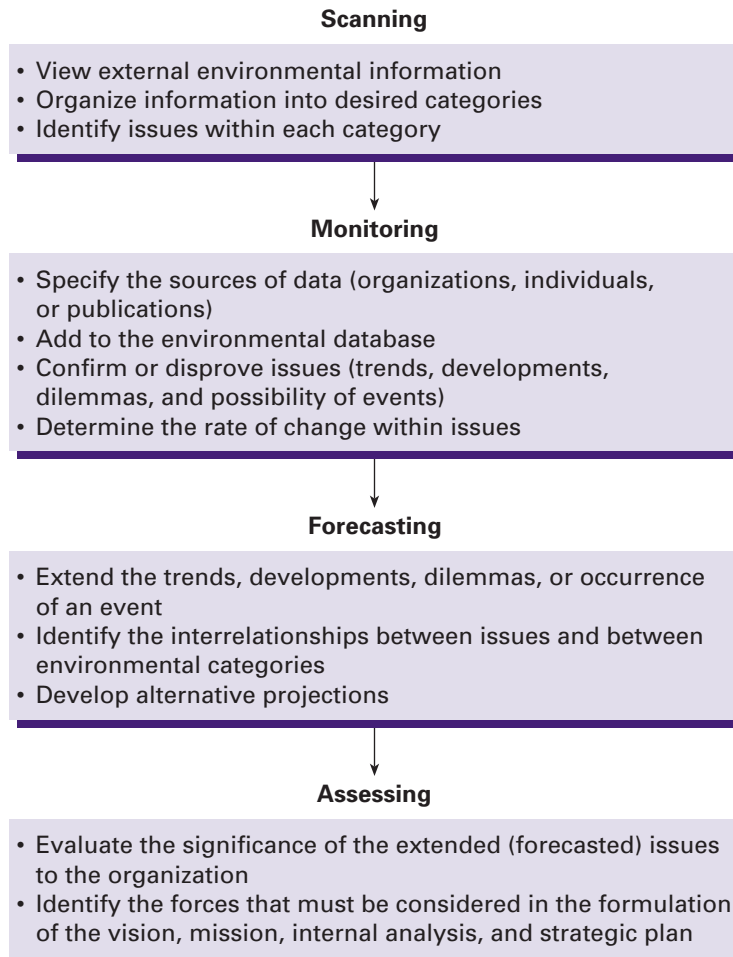 Scanning
• View external environmental information
• Organize information into desired categories
• Identify issues within each category
Monitoring
• Specify the sources of data (organizations, individuals,
or publications)
• Add to the environmental database
• Confirm or disprove issues (trends, developments,
dilemmas, and possibility of events)
• Determine the rate of change within issues
Forecasting
• Extend the trends, developments, dilemmas, or occurrence
of an event
• Identify the interrelationships between issues and between
environmental categories
• Develop alternative projections
Assessing
• Evaluate the significance of the extended (forecasted) issues
to the organization
• Identify the forces that must be considered in the formulation
of the vision, mission, internal analysis, and strategic plan